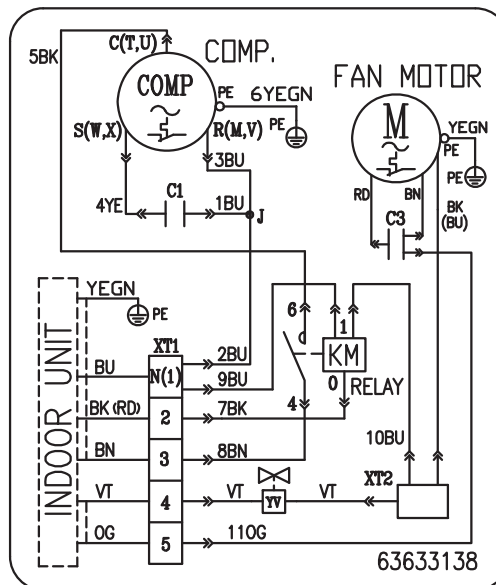 C(T,U)
COMP.
5BK
COMP
PE
6YEGN
PE
S(W,X)
R(M,V)
3BU
C1
4YE
1BU
J
FAN MOTOR
M
YEGN
PE
PE
RD
BN
BK
(BU)
C3
YEGN
PE
INDOOR UNIT
XT1
BU
N(1)
2BU
9BU
BK(RD)
2
7BK
BN
3
8BN
VT
4
VT
YV
VT
OG
5
11OG
6
4
1
KM
0
RELAY
10BU
XT2
63633138